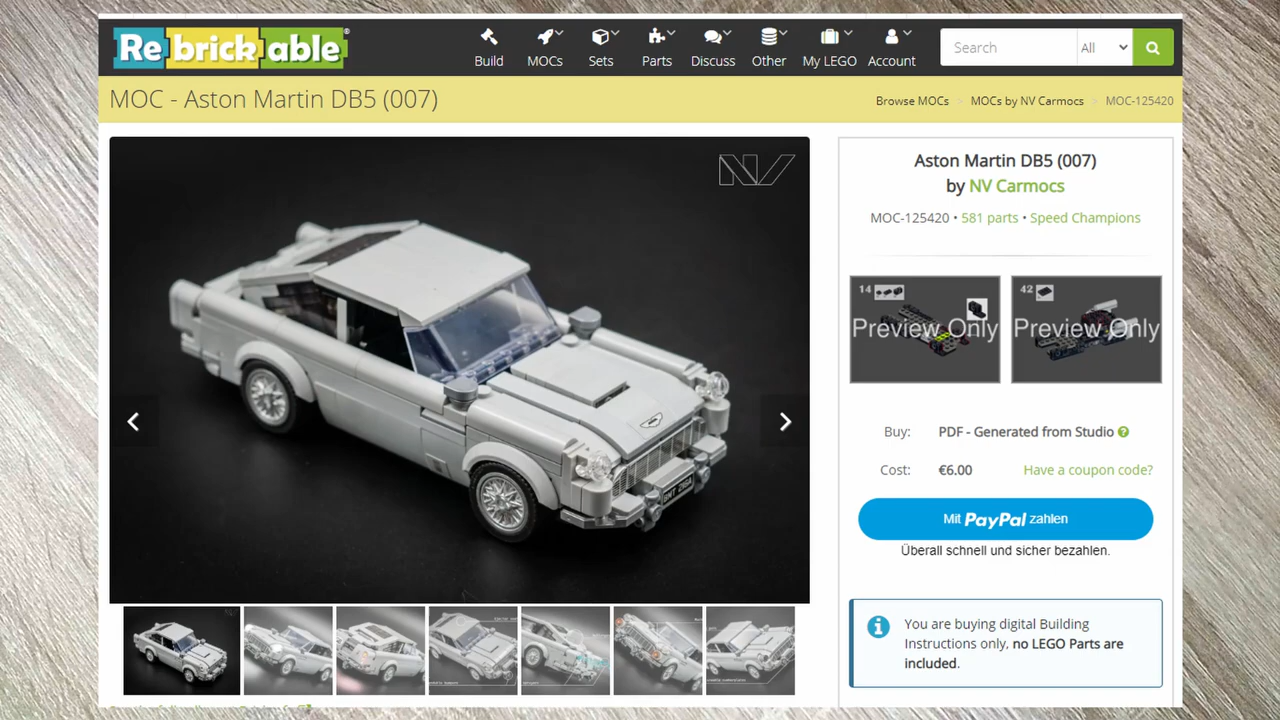 Rebrickable®
Build
MOCs
Sets
Parts
Discuss
Other
My LEGO
Account
Search
All
MOC - Aston Martin DB5 (007)
Browse MOCs > MOCs by NV Carmocs > MOC-125420
NV
BMT 216A
Aston Martin DB5 (007)
by NV Carmocs
MOC-125420 • 581 parts • Speed Champions
14
Preview Only
42
Preview Only
Buy: PDF - Generated from Studio
Cost: €6.00 Have a coupon code?
Mit PayPal zahlen
Überall schnell und sicher bezahlen.
You are buying digital Building
Instructions only, no LEGO Parts are
included.